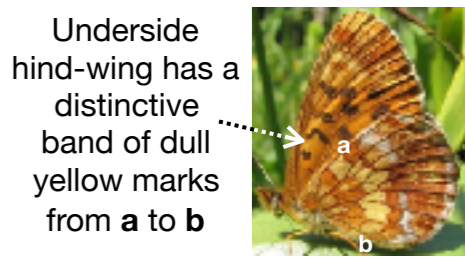 Underside
hind-wing has a
distinctive
band of dull
yellow marks
from a to b
a
b